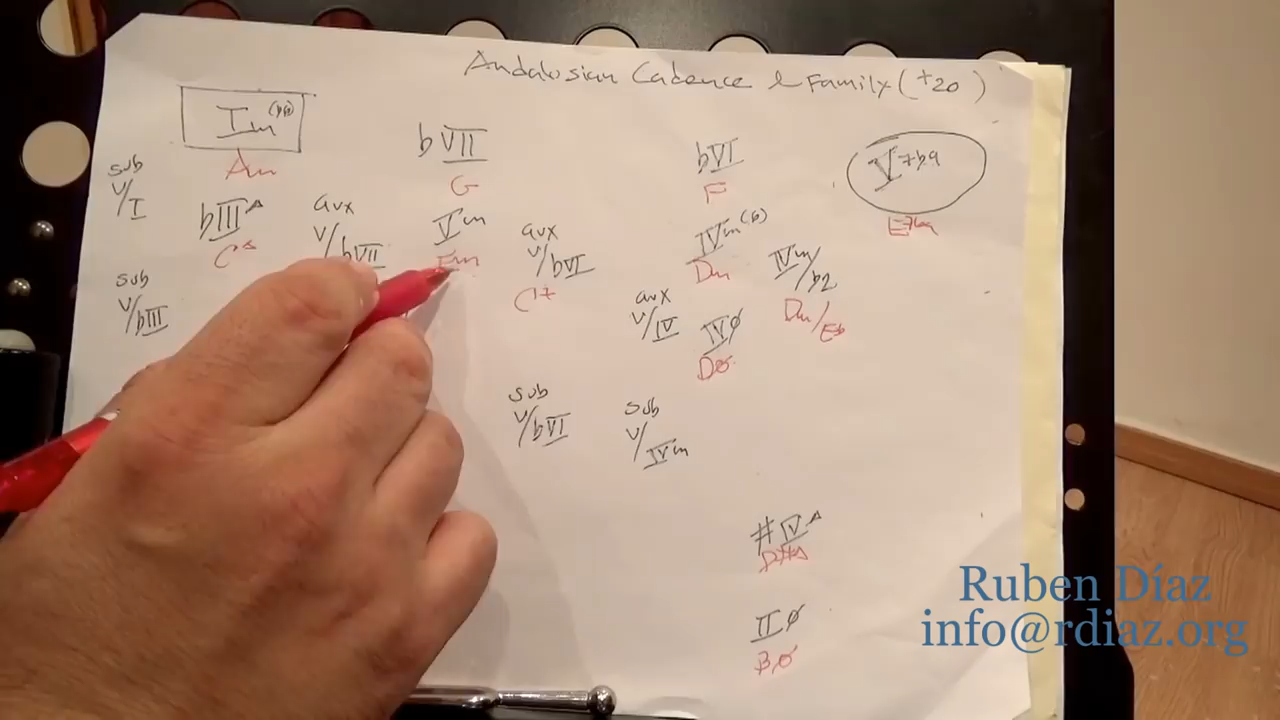 Andalusian Cadence & Family (+20)
Im
Am
bVII
G
bVI
F
V7b9
sub
V/I
bIII△
aux
V/bVII
Vm
Em
aux
V/bVI
C7
IVm(6)
Dm
IVm/b2
Dm/Eb
sub
V/bIII
aux
V/IV
IVø
Dø
sub
V/bVI
sub
V/IVm
#IV△
D#△
IIø
Bø
Ruben Díaz
info@rdiaz.org